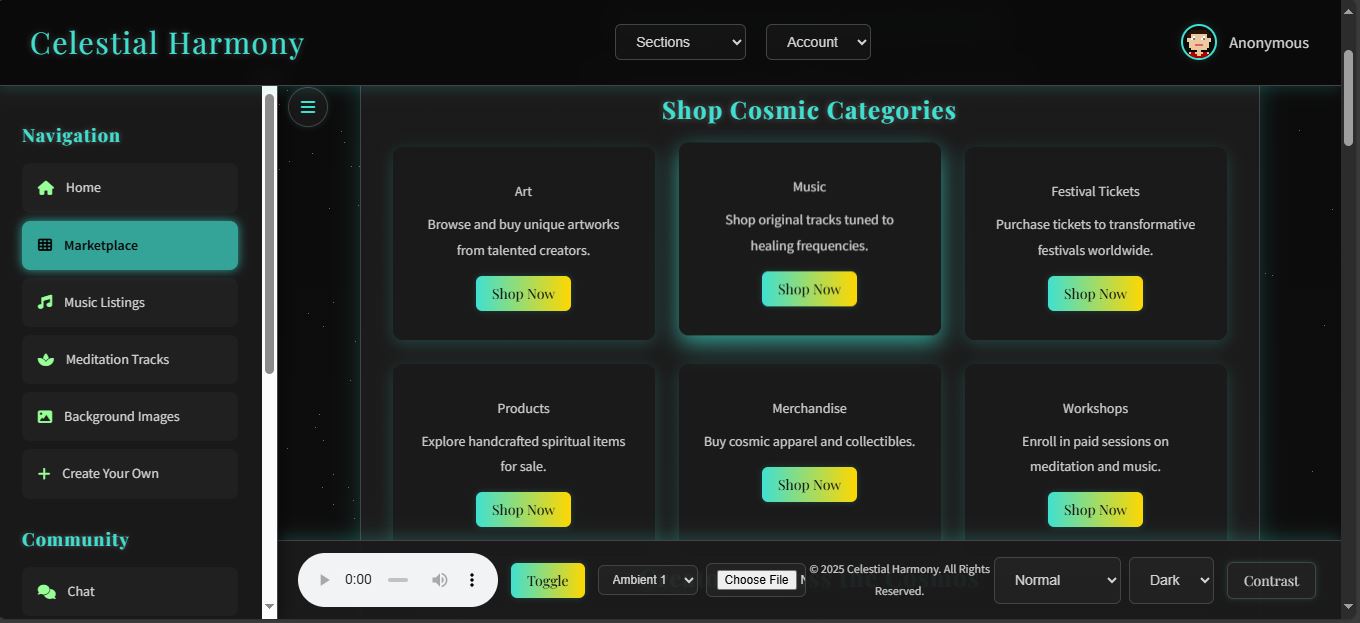 Celestial Harmony
Sections
Account
Anonymous
Navigation
Home
Marketplace
Music Listings
Meditation Tracks
Background Images
Create Your Own
Community
Chat
Shop Cosmic Categories
Art
Browse and buy unique artworks
from talented creators.
Shop Now
Music
Shop original tracks tuned to
healing frequencies.
Shop Now
Festival Tickets
Purchase tickets to transformative
festivals worldwide.
Shop Now
Products
Explore handcrafted spiritual items
for sale.
Shop Now
Merchandise
Buy cosmic apparel and collectibles.
Shop Now
Workshops
Enroll in paid sessions on
meditation and music.
Shop Now
0:00
Toggle
Ambient 1
Choose File
© 2025 Celestial Harmony. All Rights
Reserved.
Normal
Dark
Contrast